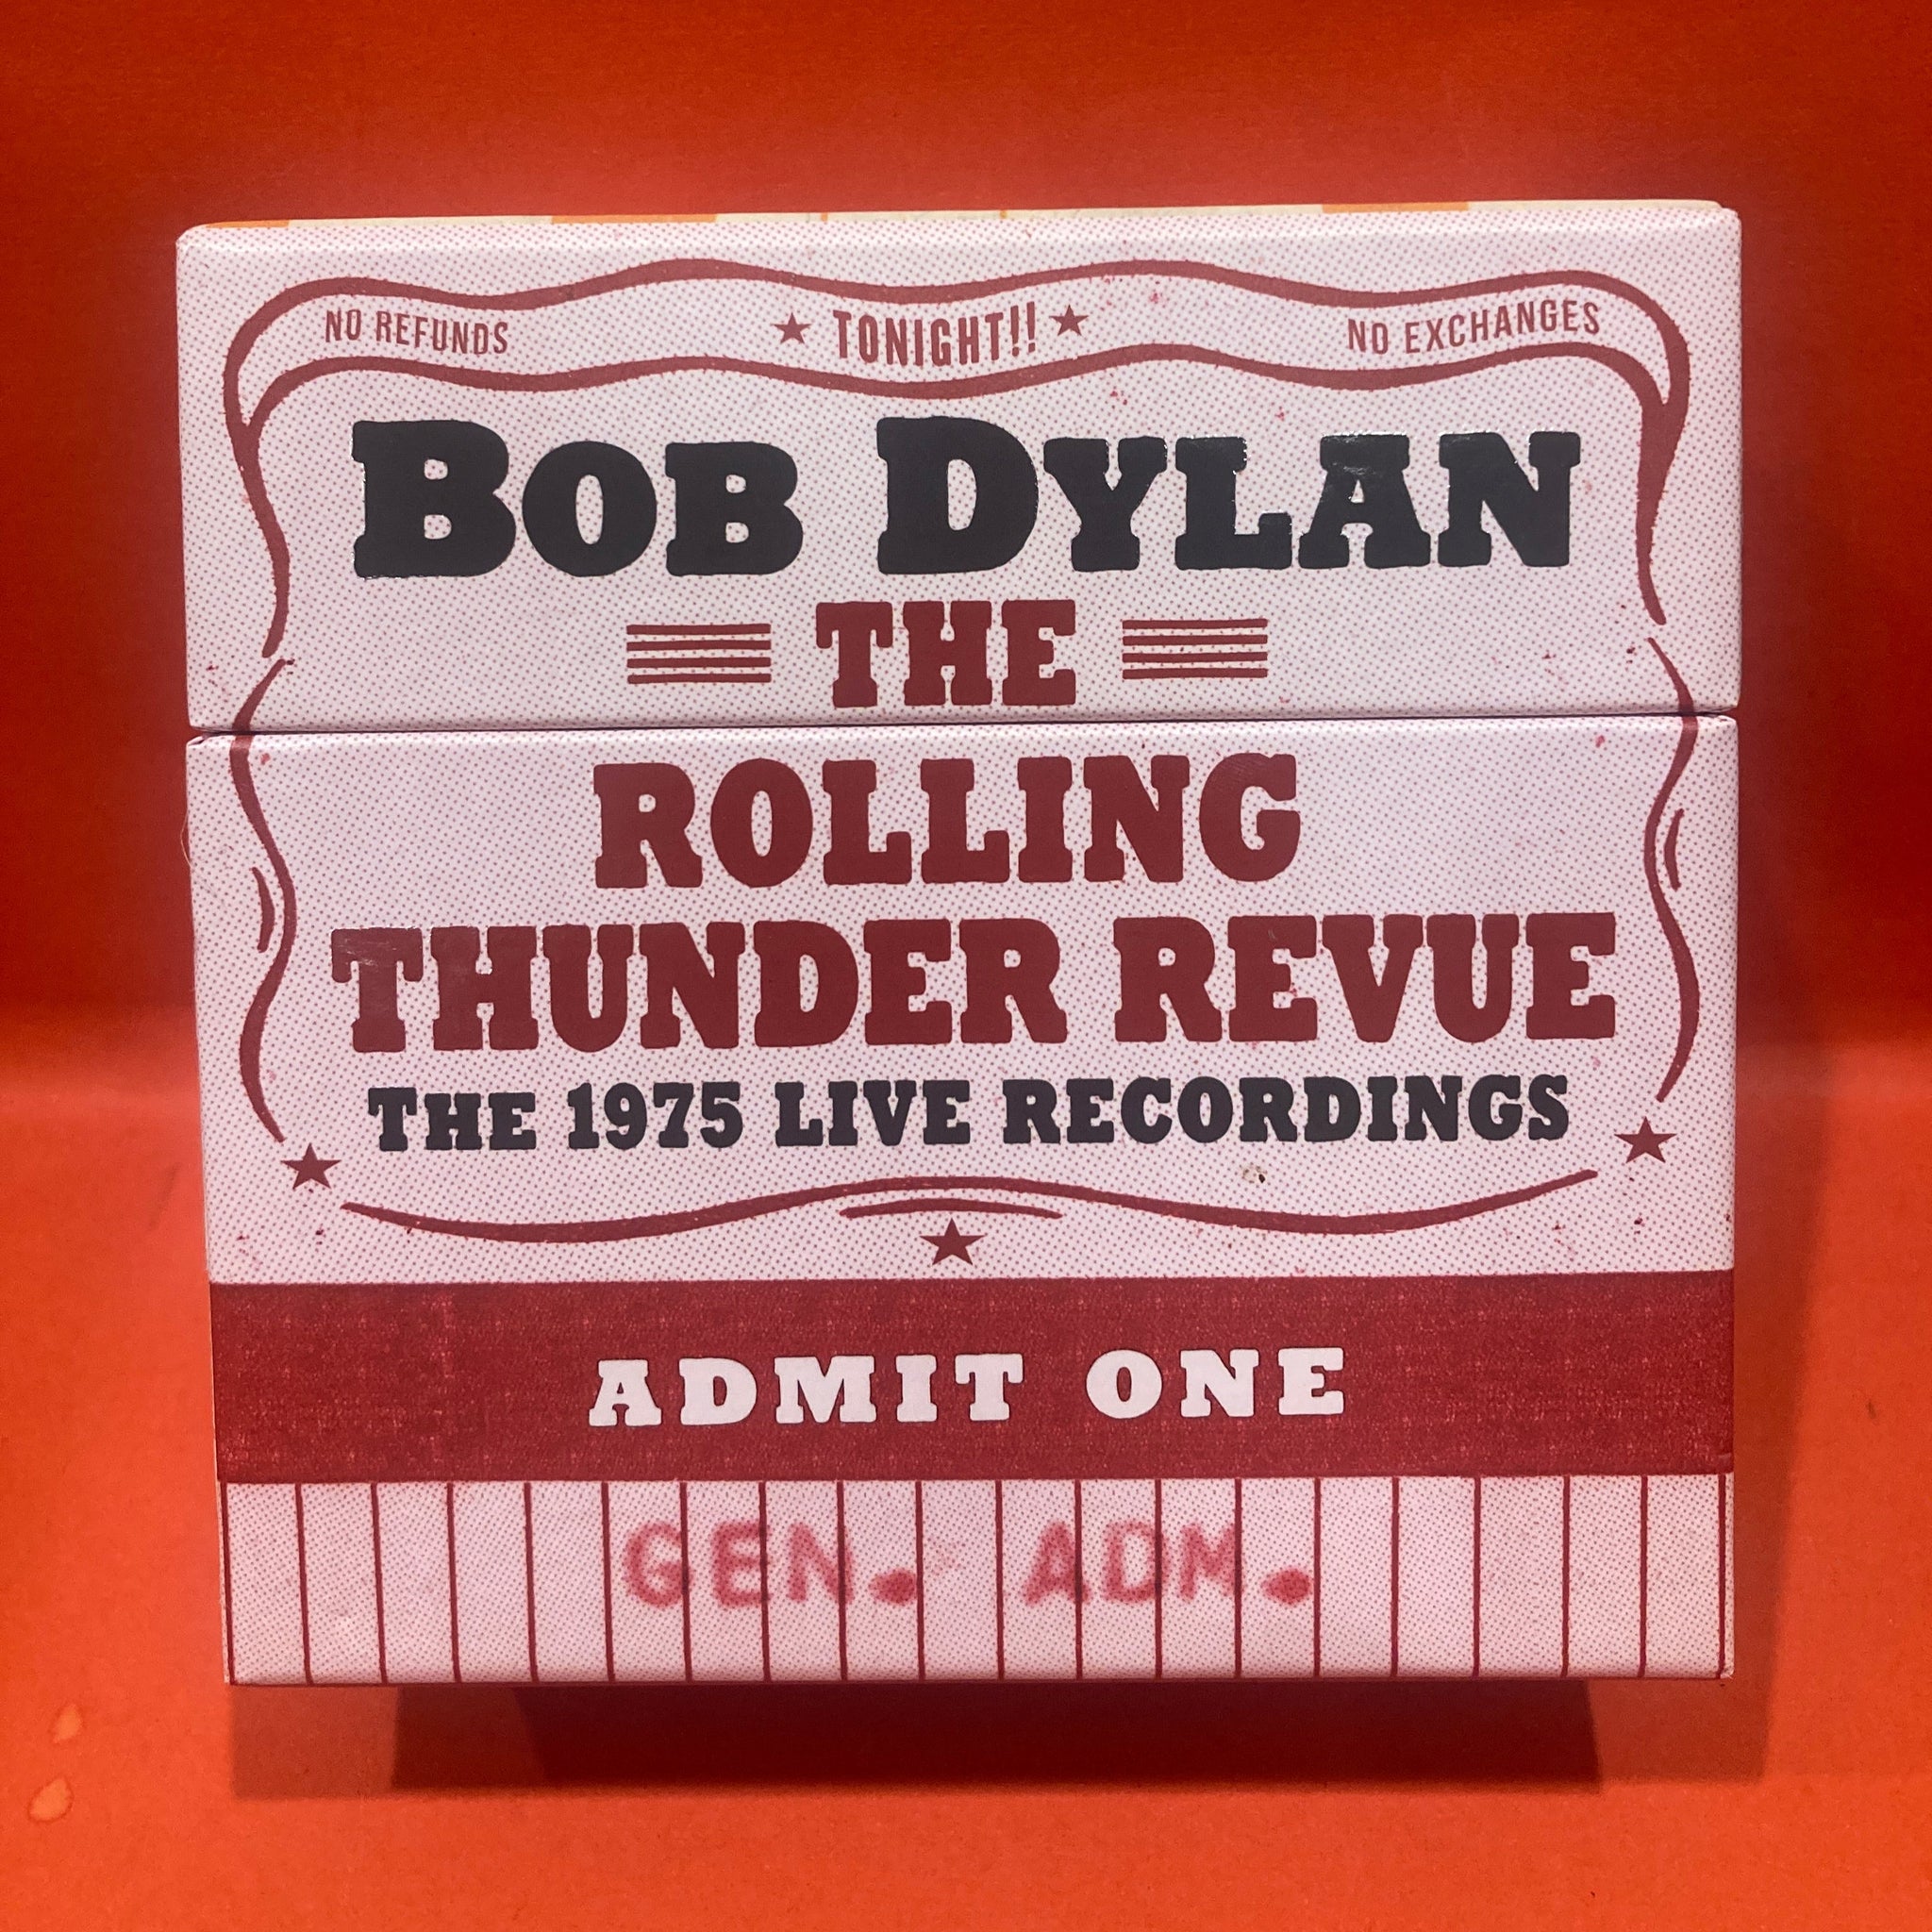 NO REFUNDS ★ TONIGHT!! ★ NO EXCHANGES
BOB DYLAN
THE
ROLLING
THUNDER REVUE
THE 1975 LIVE RECORDINGS
ADMIT ONE
GEN. ADM.